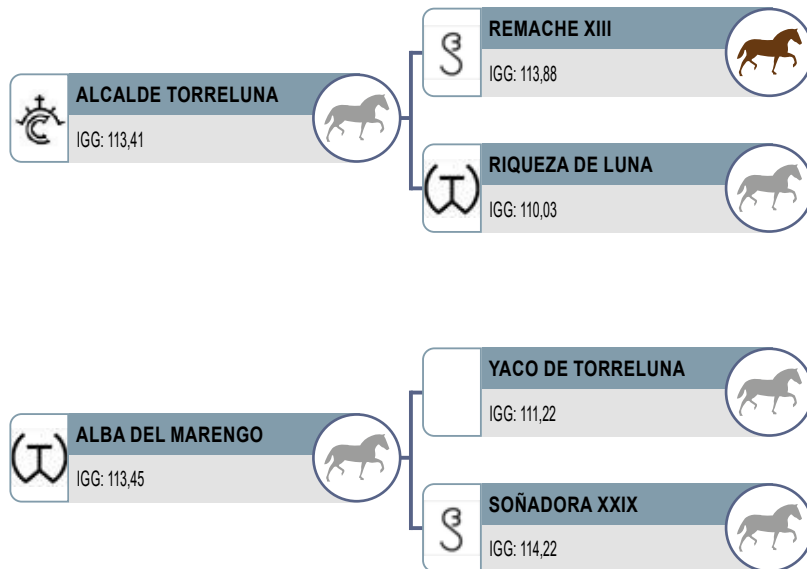 REMACHE XIII
IGG: 113,88
ALCALDE TORRELUNA
IGG: 113,41
RIQUEZA DE LUNA
IGG: 110,03
YACO DE TORRELUNA
IGG: 111,22
ALBA DEL MARENGO
IGG: 113,45
SOÑADORA XXIX
IGG: 114,22